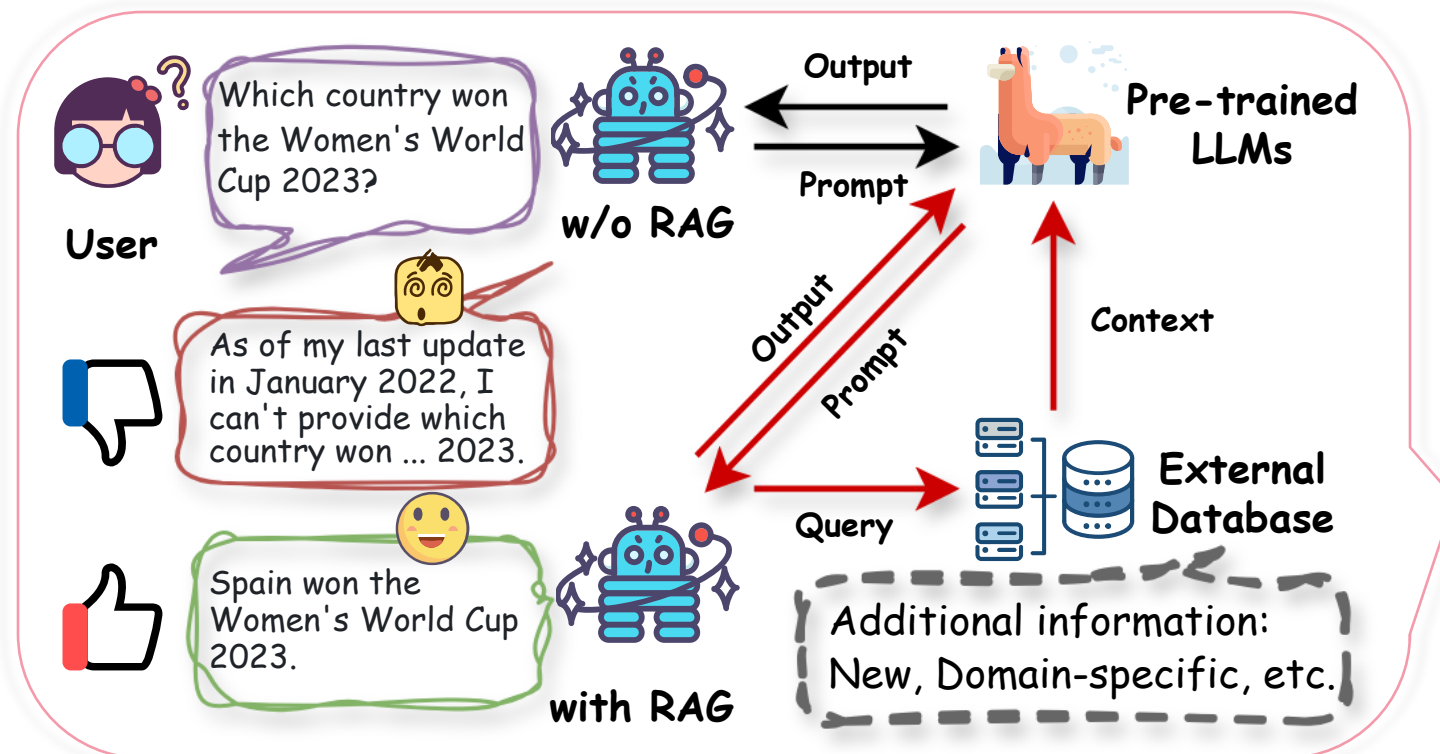 Which country won
the Women's World
Cup 2023?
User
w/o RAG
Output
Prompt
Pre-trained
LLMs
As of my last update
in January 2022, I
can't provide which
country won ... 2023.
Output
Prompt
Context
Spain won the
Women's World Cup
2023.
with RAG
Query
External
Database
Additional information:
New, Domain-specific, etc.